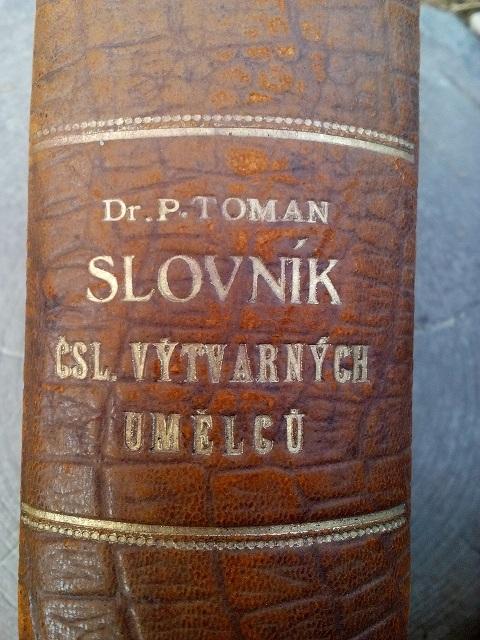 Dr. P. TOMAN
SLOVNÍK
ČSL. VÝTVARNÝCH
UMĚLCŮ